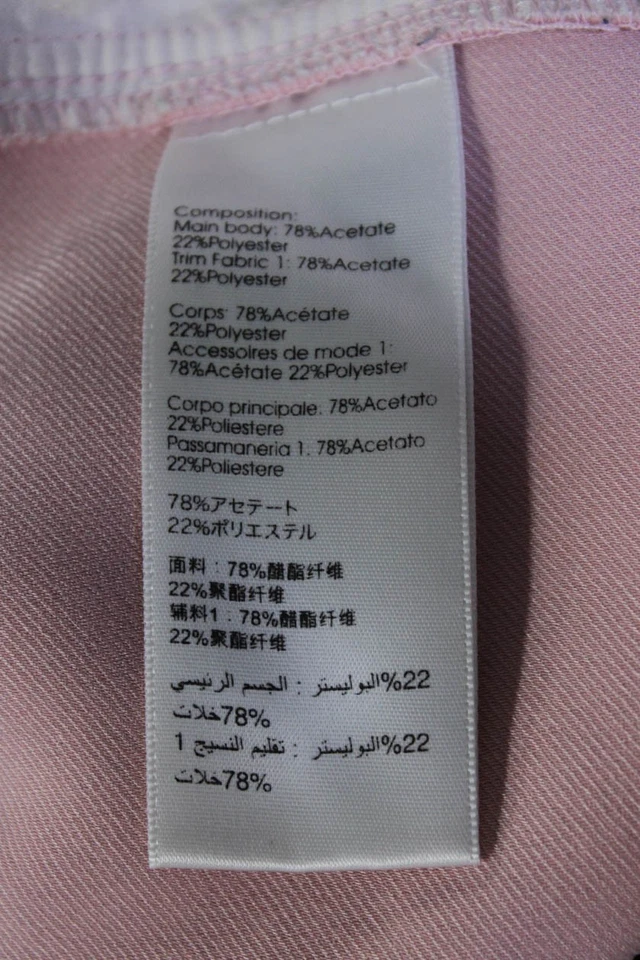 Composition:
Main body: 78%Acetate
22%Polyester
Trim Fabric 1: 78%Acetate
22%Polyester
Corps: 78%Acétate
22%Polyester
Accessoires de mode 1:
78%Acétate 22%Polyester
Corpo principale. 78%Acetato
22%Poliestere
Passamaneria 1. 78%Acetato
22%Poliestere
78%アセテート
22%ポリエステル
面料：78%醋酯纤维
22%聚酯纤维
辅料1：78%醋酯纤维
22%聚酯纤维
22%البوليستر : الجسم الرئيسي
78%خلات
22%البوليستر : تقليم النسيج 1
78%خلات